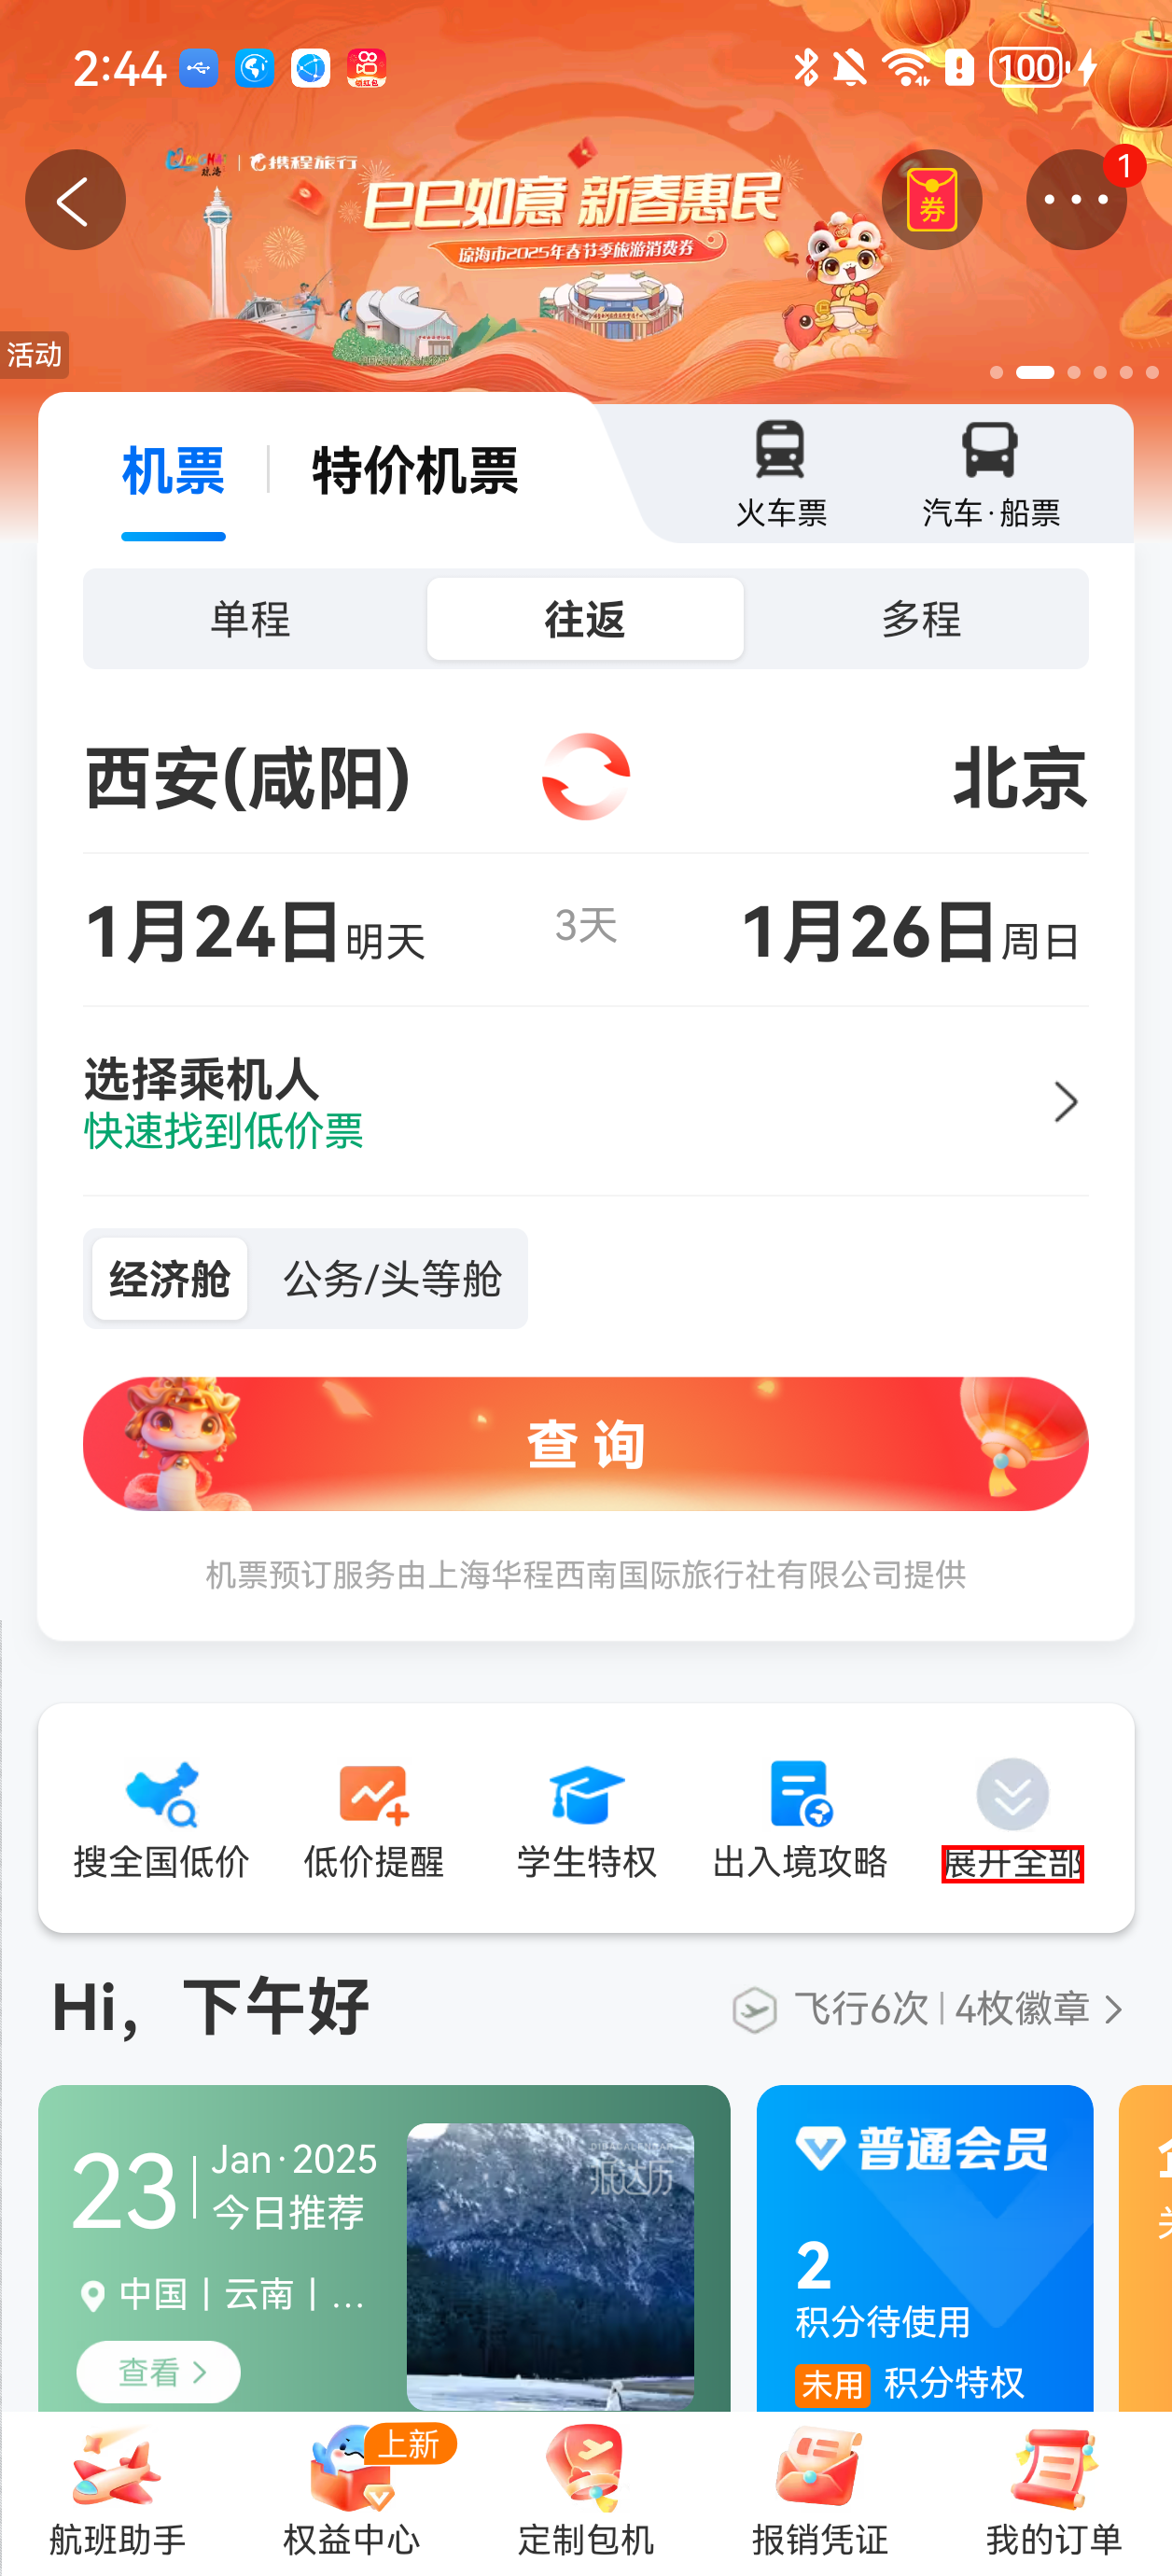 2:44
100
携程旅行
巳巳如意 新春惠民
琼海市2025年春节季旅游消费券
券
1
活动
机票
特价机票
火车票
汽车·船票
单程
往返
多程
西安(咸阳)
北京
1月24日明天
3天
1月26日周日
选择乘机人
快速找到低价票
经济舱
公务/头等舱
查询
机票预订服务由上海华程西南国际旅行社有限公司提供
搜全国低价
低价提醒
学生特权
出入境攻略
展开全部
Hi，下午好
飞行6次
4枚徽章
23
Jan·2025
今日推荐
中国丨云南丨...
查看
普通会员
2
积分待使用
未用
积分特权
上新
航班助手
权益中心
定制包机
报销凭证
我的订单